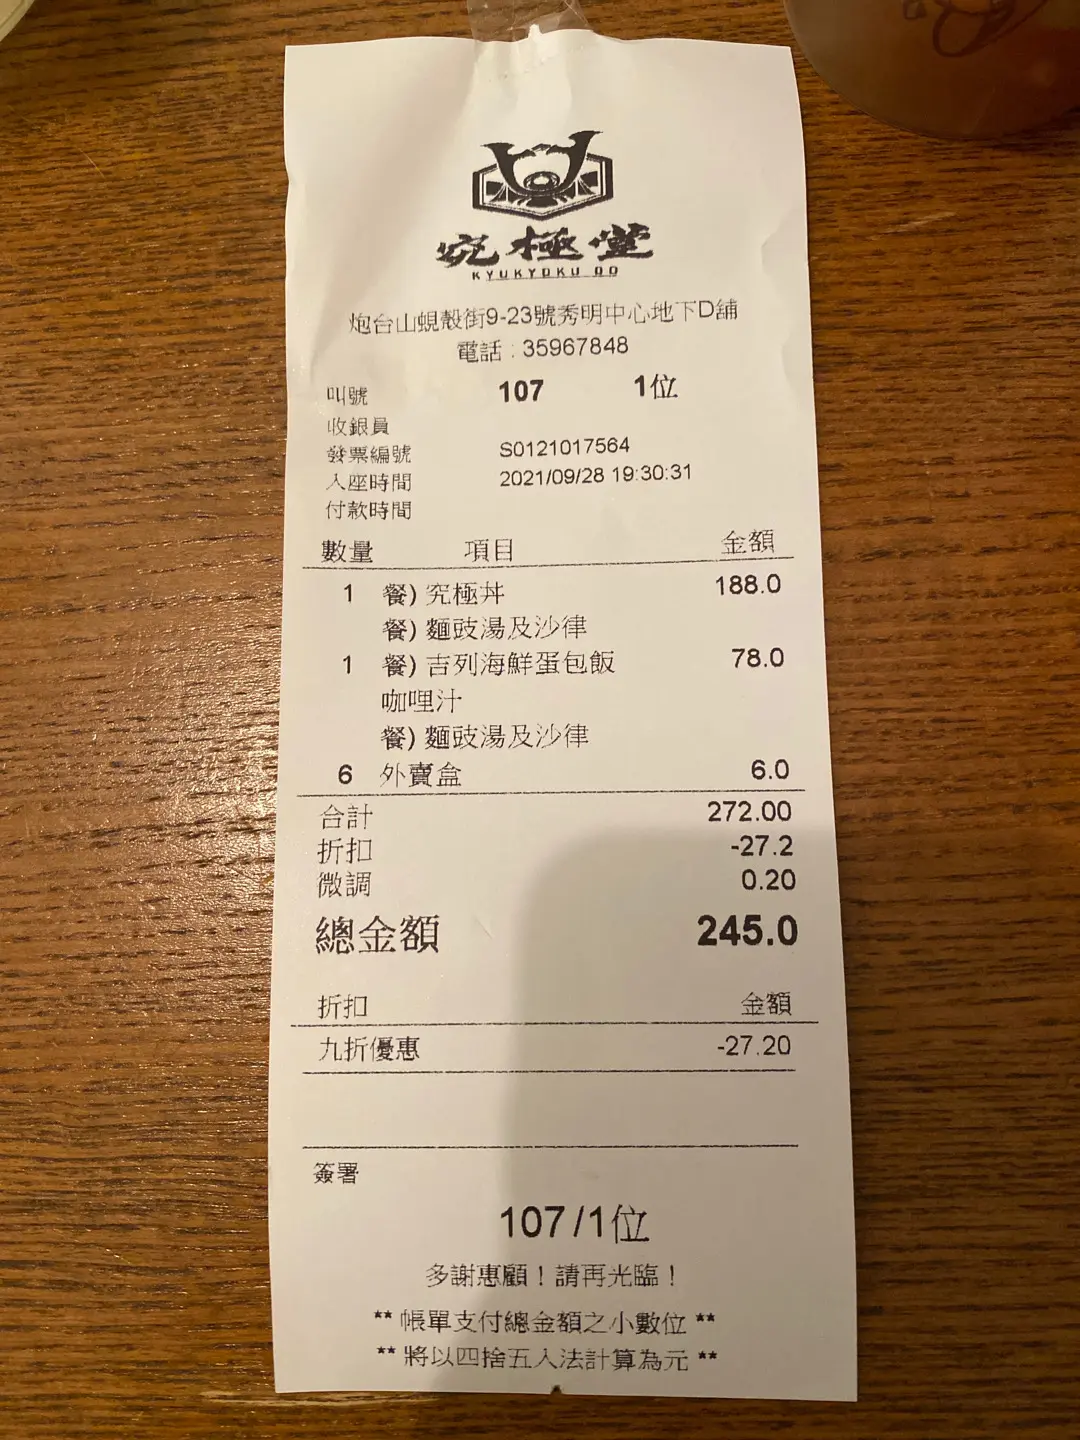 究極堂
KYUKYOKU DO
炮台山蜆殼街9-23號秀明中心地下D舖
電話 : 35967848
叫號 107 1位
收銀員
發票編號 S0121017564
入座時間 2021/09/28 19:30:31
付款時間
數量 項目 金額
1 餐) 究極丼 188.0
餐) 麵豉湯及沙律
1 餐) 吉列海鮮蛋包飯 78.0
咖哩汁
餐) 麵豉湯及沙律
6 外賣盒 6.0
合計 272.00
折扣 -27.2
微調 0.20
總金額 245.0
折扣 金額
九折優惠 -27.20
簽署
107/1位
多謝惠顧！請再光臨！
** 帳單支付總金額之小數位 **
** 將以四捨五入法計算為元 **